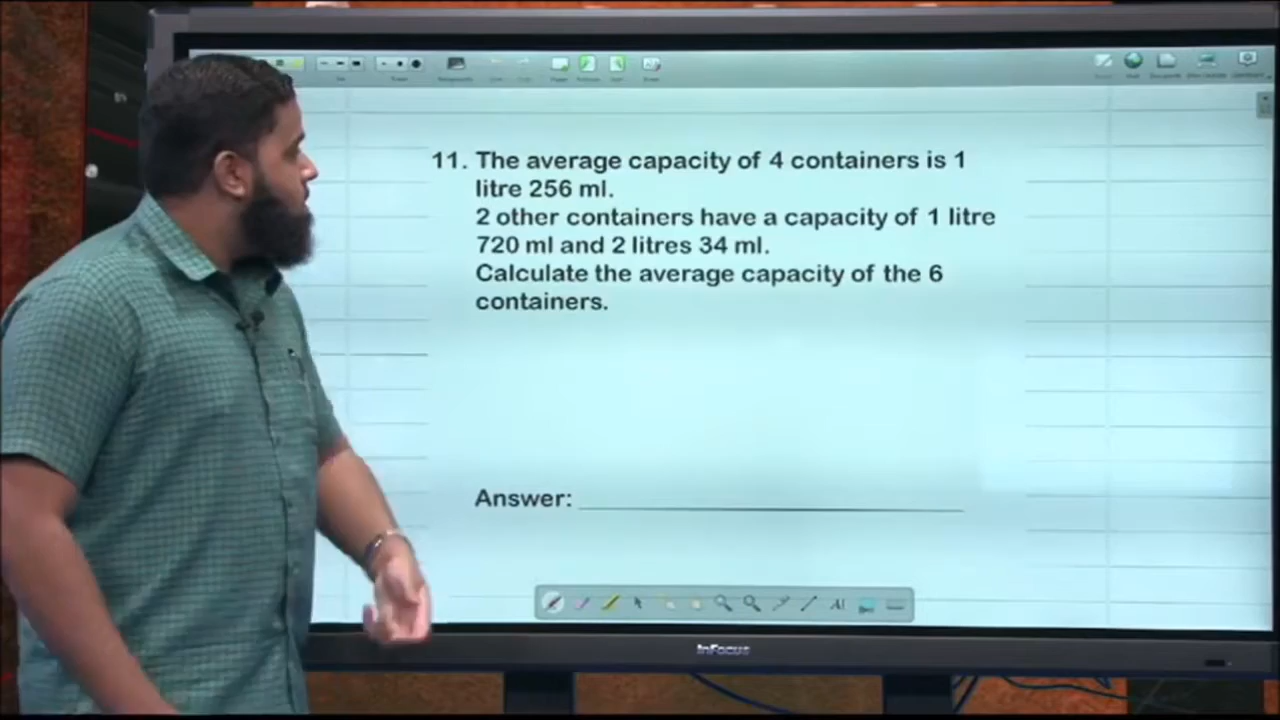 11. The average capacity of 4 containers is 1
litre 256 ml.
2 other containers have a capacity of 1 litre
720 ml and 2 litres 34 ml.
Calculate the average capacity of the 6
containers.
Answer:
AI
InFocus